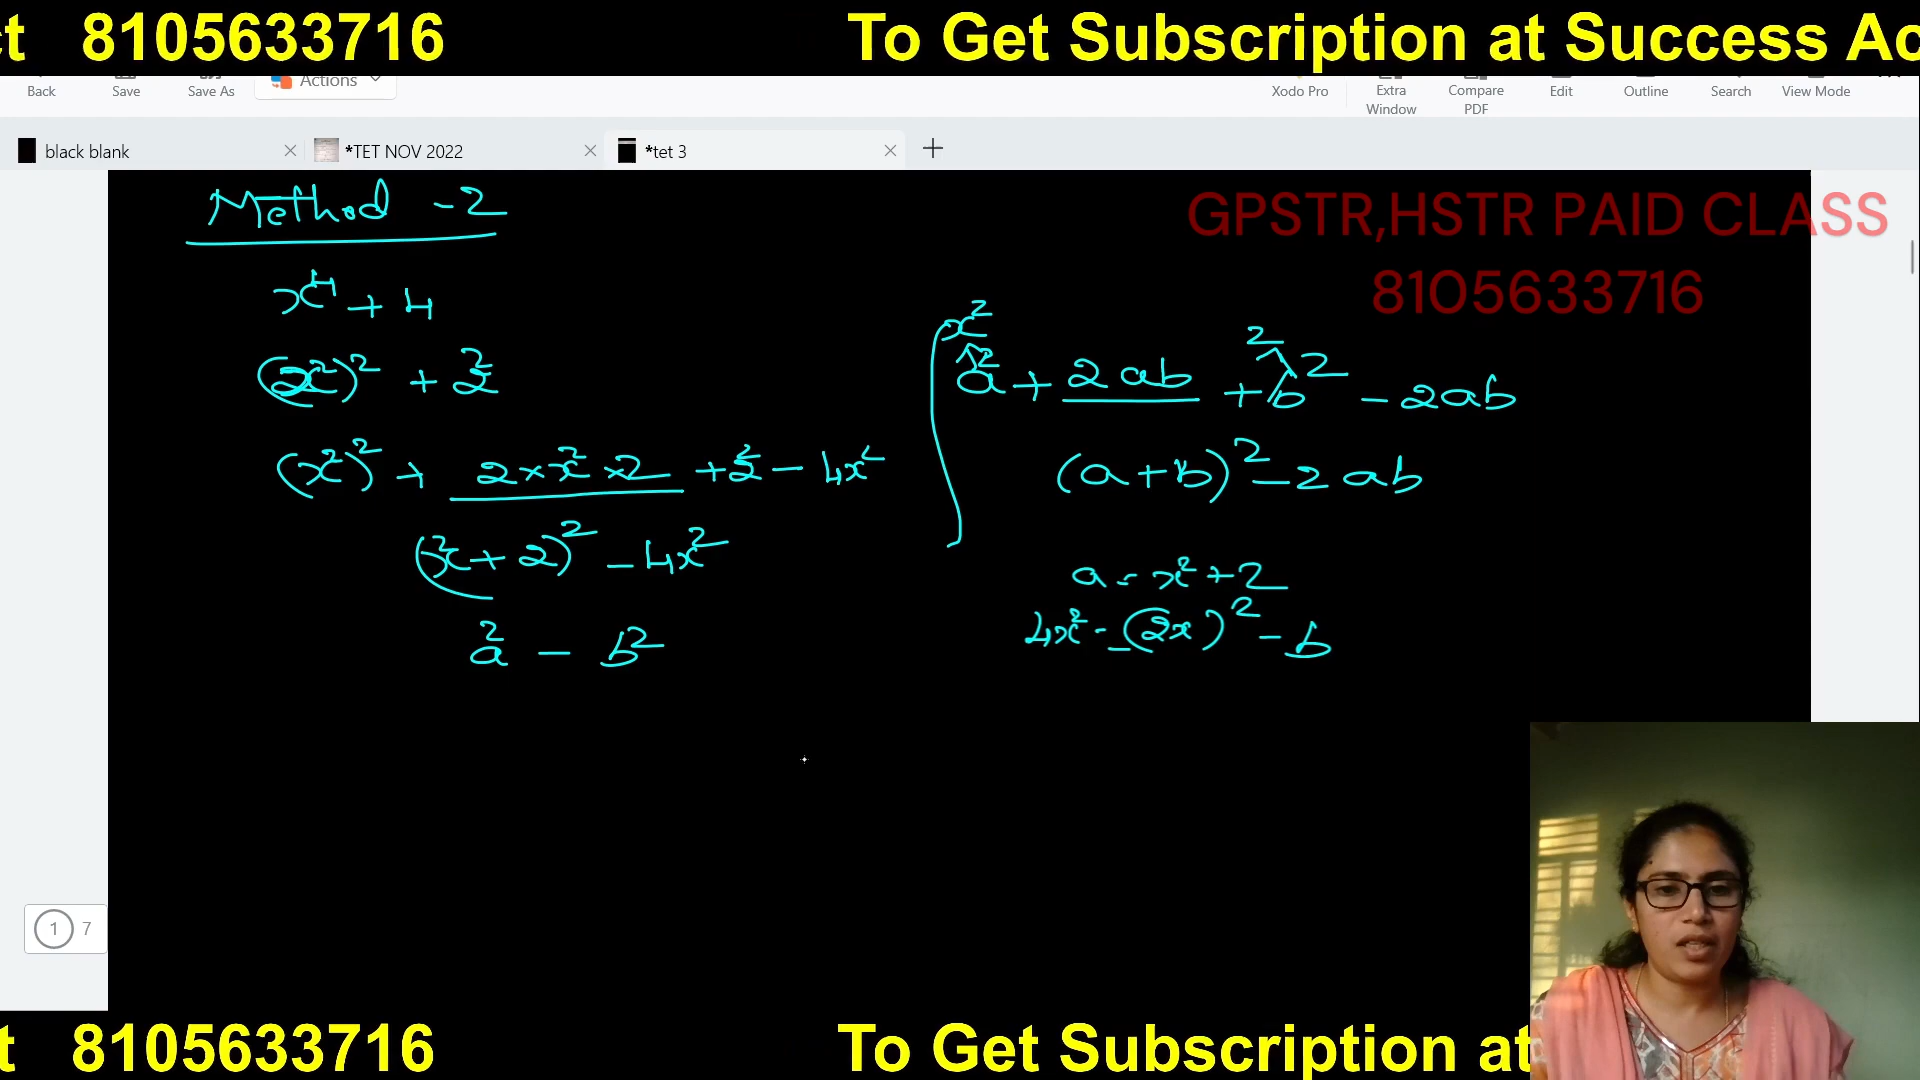 ct 8105633716 To Get Subscription at Success Ac
Back Save Save As Actions Xodo Pro Extra Window Compare PDF Edit Outline Search View Mode
black blank *TET NOV 2022 *tet 3
Method - 2
GPSTR,HSTR PAID CLASS
8105633716
x⁴ + 4
(x²)² + 2²
(x²)² + 2 × x² × 2 + 2² - 4x²
(x² + 2)² - 4x²
a² - b²
x²
2
a² + 2ab + b² - 2ab
(a+b)² - 2ab
a = x² + 2
4x² = (2x)² = b
1 7
t 8105633716 To Get Subscription at